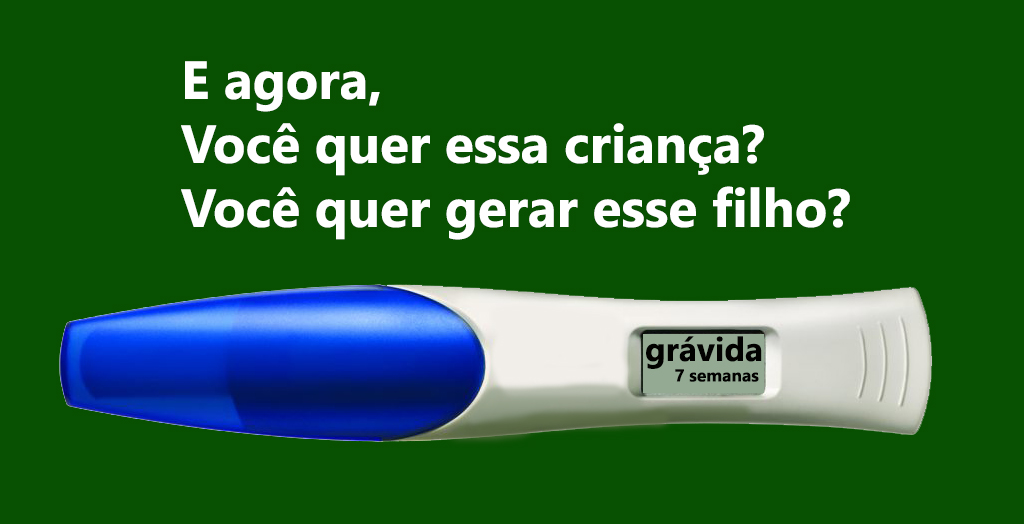 E agora,
Você quer essa criança?
Você quer gerar esse filho?
grávida
7 semanas